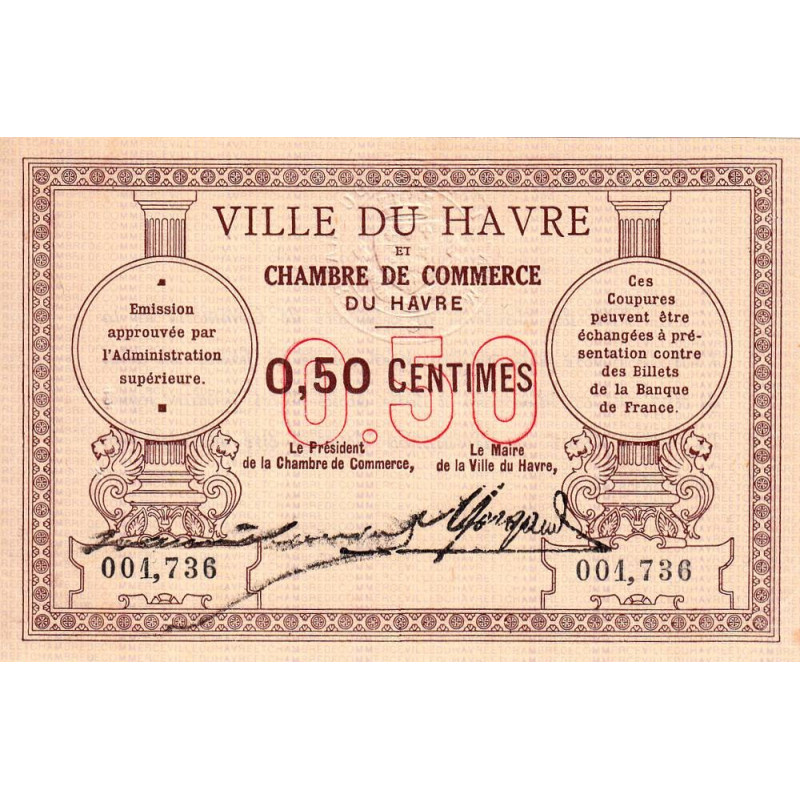 VILLE DU HAVRE
ET
CHAMBRE DE COMMERCE
DU HAVRE
Emission
approuvée par
l'Administration
supérieure.
Ces
Coupures
peuvent être
échangées à pré-
sentation contre
des Billets
de la Banque
de France.
0.50
0,50 CENTIMES
Le Président
de la Chambre de Commerce,
Le Maire
de la Ville du Havre,
001,736
001,736